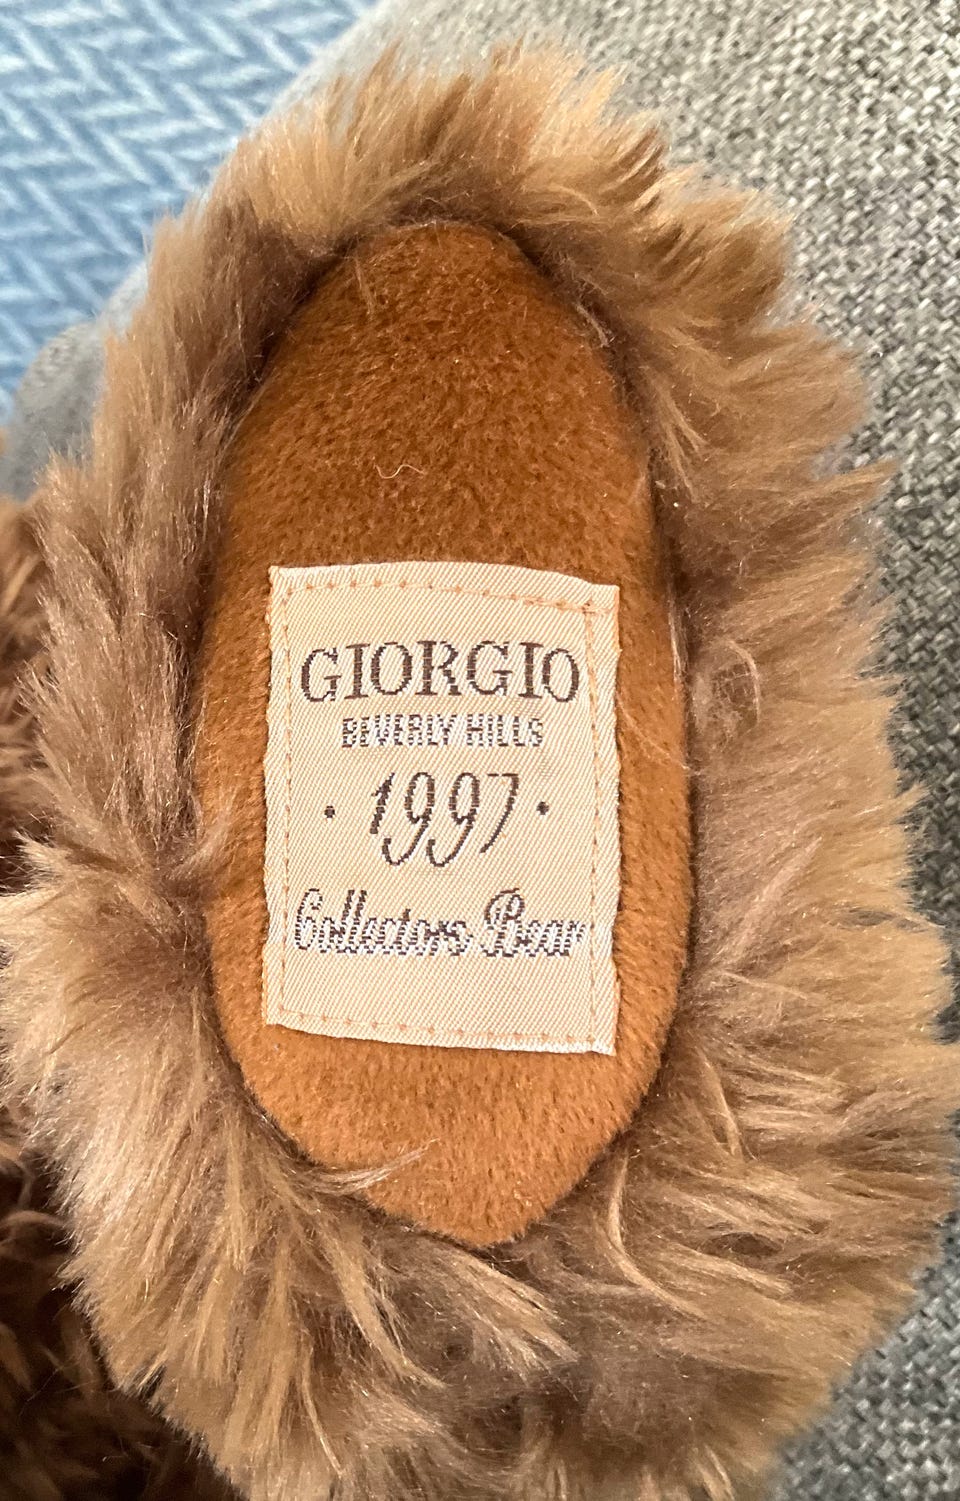 GIORGIO
BEVERLY HILLS
· 1997 ·
Collectors Bear